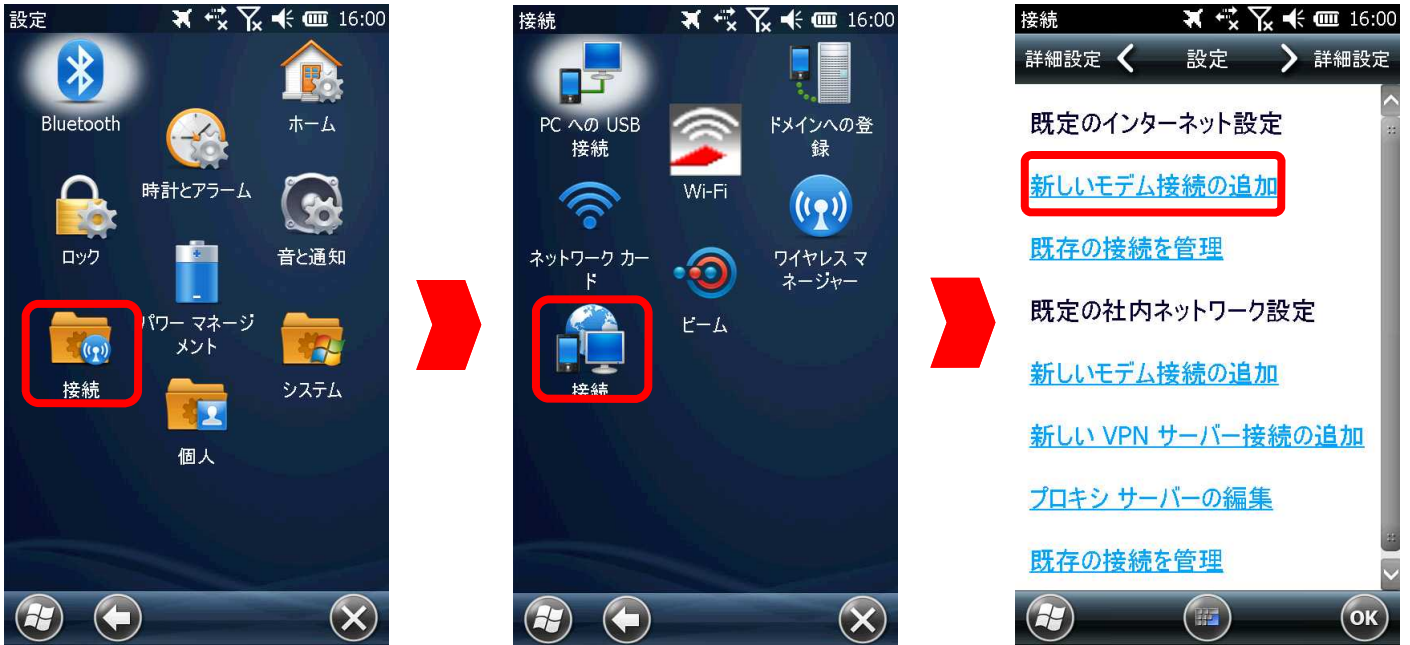 設定 16:00
Bluetooth
ホーム
時計とアラーム
ロック
音と通知
パワー マネージ
メント
接続
システム
個人
接続 16:00
PC への USB
接続
ドメインへの登
録
Wi-Fi
ネットワーク カー
ド
ワイヤレス マ
ネージャー
ビーム
接続
接続 16:00
詳細設定 設定 詳細設定
既定のインターネット設定
新しいモデム接続の追加
既存の接続を管理
既定の社内ネットワーク設定
新しいモデム接続の追加
新しい VPN サーバー接続の追加
プロキシ サーバーの編集
既存の接続を管理
OK